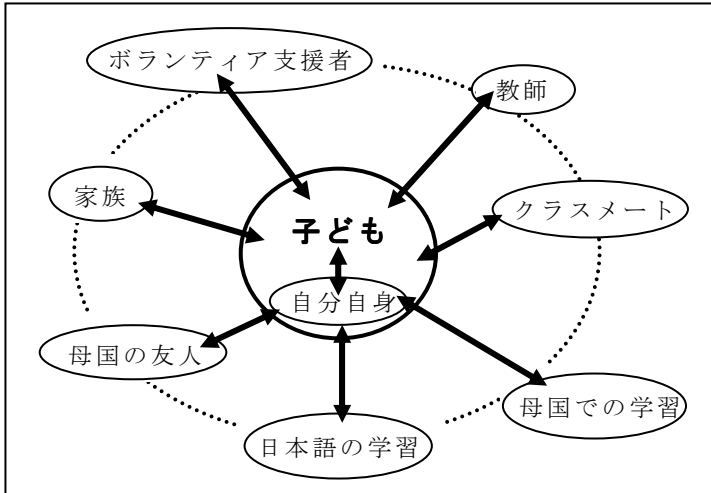 ボランティア支援者
教師
家族
クラスメート
子ども
自分自身
母国の友人
母国での学習
日本語の学習